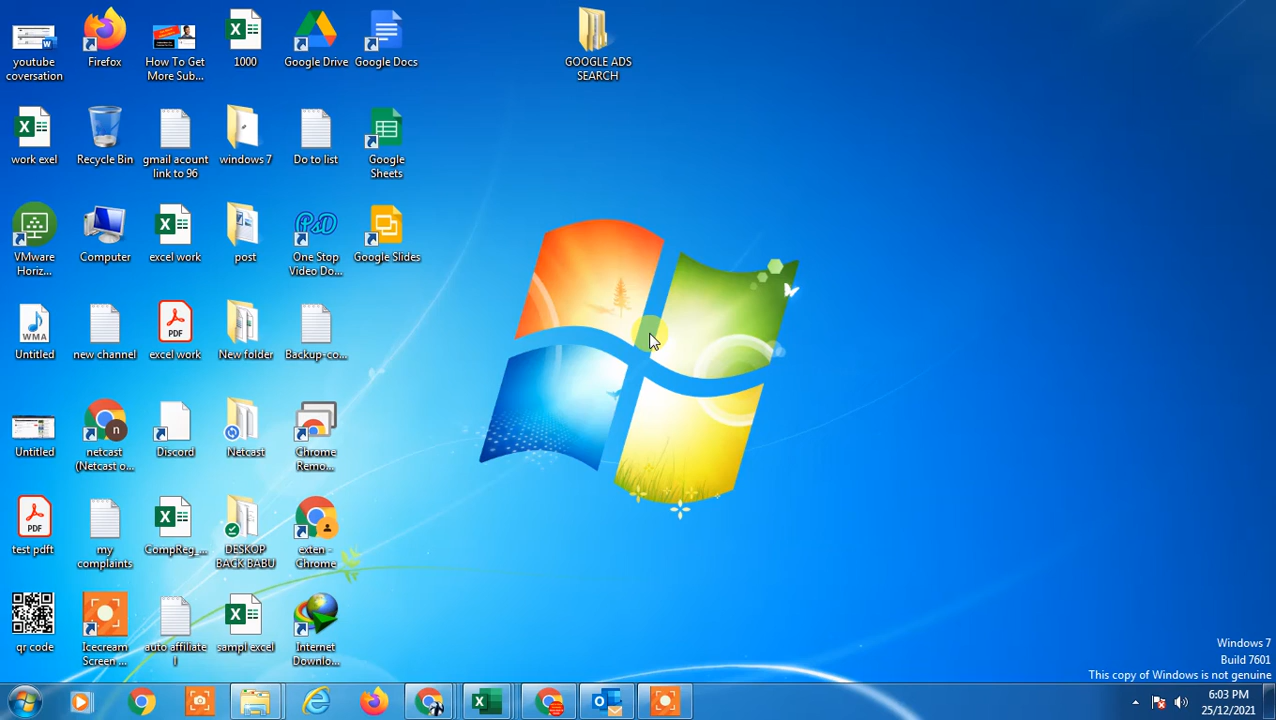 youtube
coversation
Firefox
How To Get
More Sub...
1000
Google Drive
Google Docs
GOOGLE ADS
SEARCH
work exel
Recycle Bin
gmail acount
link to 96
windows 7
Do to list
Google
Sheets
VMware
Horiz...
Computer
excel work
post
One Stop
Video Do...
Google Slides
WMA
Untitled
new channel
PDF
excel work
New folder
Backup-co...
Untitled
netcast
(Netcast o...
Discord
Netcast
Chrome
Remo...
PDF
test pdft
my
complaints
CompReg_...
DESKOP
BACK BABU
exten -
Chrome
qr code
Icecream
Screen ...
auto affiliate
l
sampl excel
Internet
Downlo...
Windows 7
Build 7601
This copy of Windows is not genuine
6:03 PM
25/12/2021